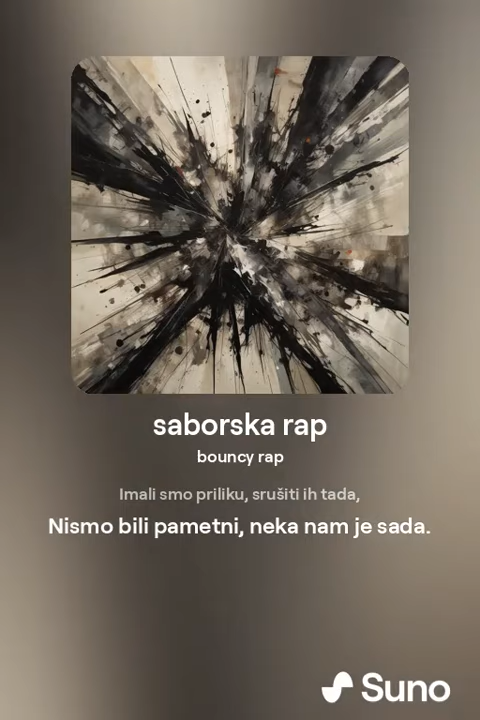 saborska rap
bouncy rap
Imali smo priliku, srušiti ih tada,
Nismo bili pametni, neka nam je sada.
Suno